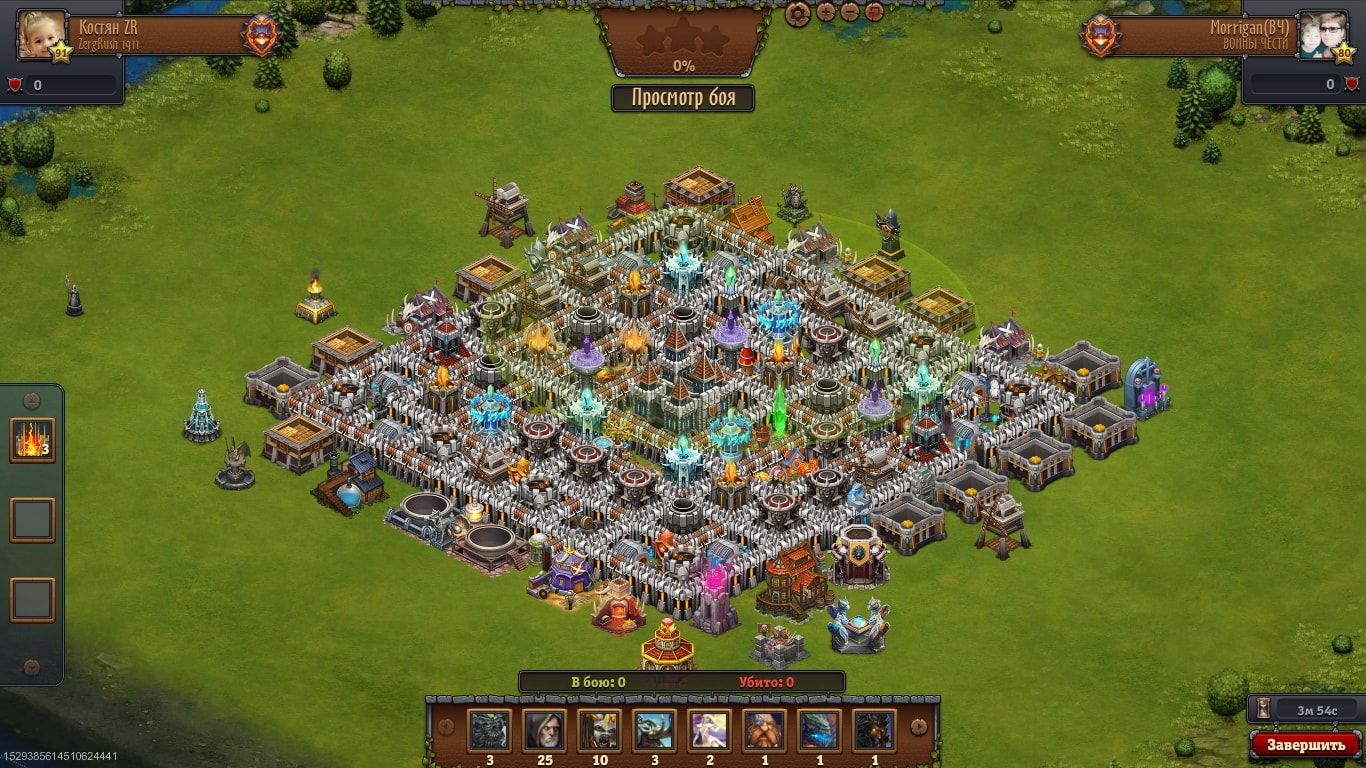 Костян ZR
ZergRush 1911
91
0
0%
Просмотр боя
Morrigan(ВЧ)
ВОИНЫ ЧЕСТИ
80
0
3
В бою: 0
Убито: 0
3
25
10
3
2
1
1
1
3м 54с
Завершить
1529385614510624441